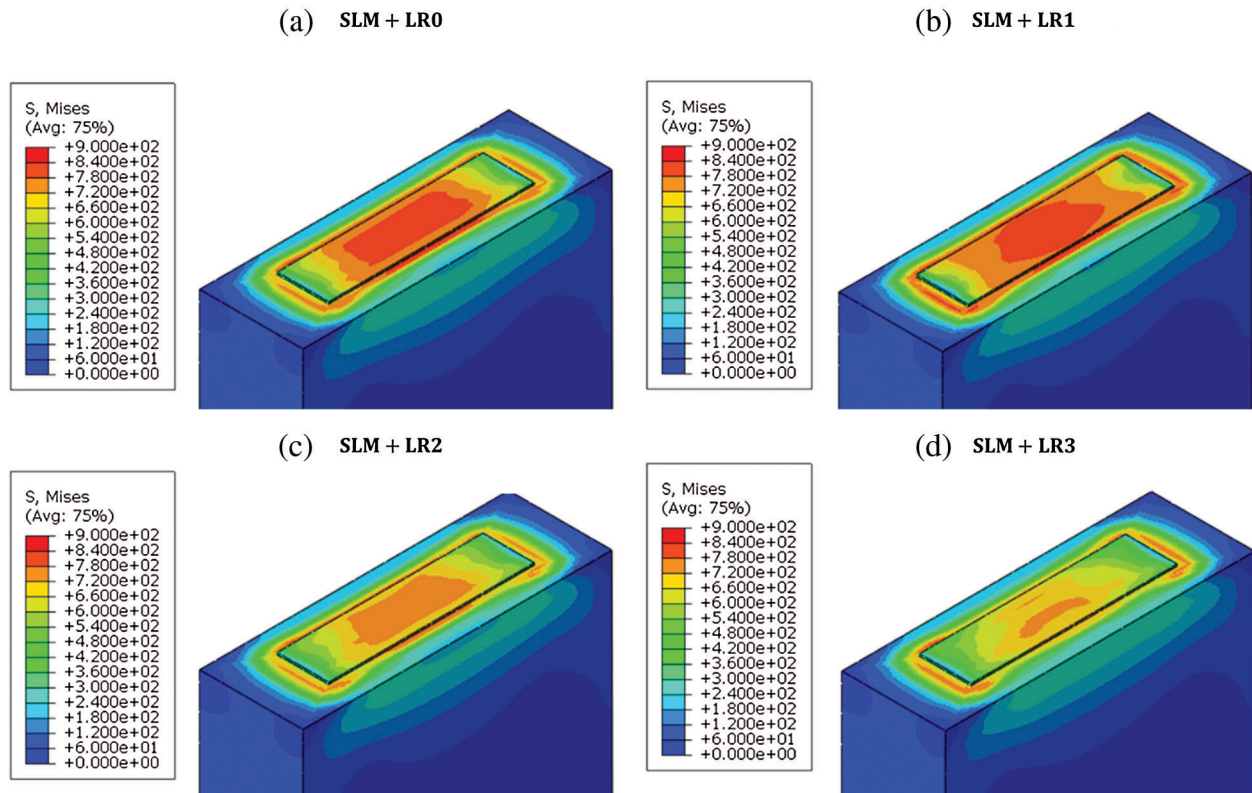 (a) SLM + LR0
S, Mises
(Avg: 75%)
+9.000e+02
+8.400e+02
+7.800e+02
+7.200e+02
+6.600e+02
+6.000e+02
+5.400e+02
+4.800e+02
+4.200e+02
+3.600e+02
+3.000e+02
+2.400e+02
+1.800e+02
+1.200e+02
+6.000e+01
+0.000e+00
(b) SLM + LR1
S, Mises
(Avg: 75%)
+9.000e+02
+8.400e+02
+7.800e+02
+7.200e+02
+6.600e+02
+6.000e+02
+5.400e+02
+4.800e+02
+4.200e+02
+3.600e+02
+3.000e+02
+2.400e+02
+1.800e+02
+1.200e+02
+6.000e+01
+0.000e+00
(c) SLM + LR2
S, Mises
(Avg: 75%)
+9.000e+02
+8.400e+02
+7.800e+02
+7.200e+02
+6.600e+02
+6.000e+02
+5.400e+02
+4.800e+02
+4.200e+02
+3.600e+02
+3.000e+02
+2.400e+02
+1.800e+02
+1.200e+02
+6.000e+01
+0.000e+00
(d) SLM + LR3
S, Mises
(Avg: 75%)
+9.000e+02
+8.400e+02
+7.800e+02
+7.200e+02
+6.600e+02
+6.000e+02
+5.400e+02
+4.800e+02
+4.200e+02
+3.600e+02
+3.000e+02
+2.400e+02
+1.800e+02
+1.200e+02
+6.000e+01
+0.000e+00